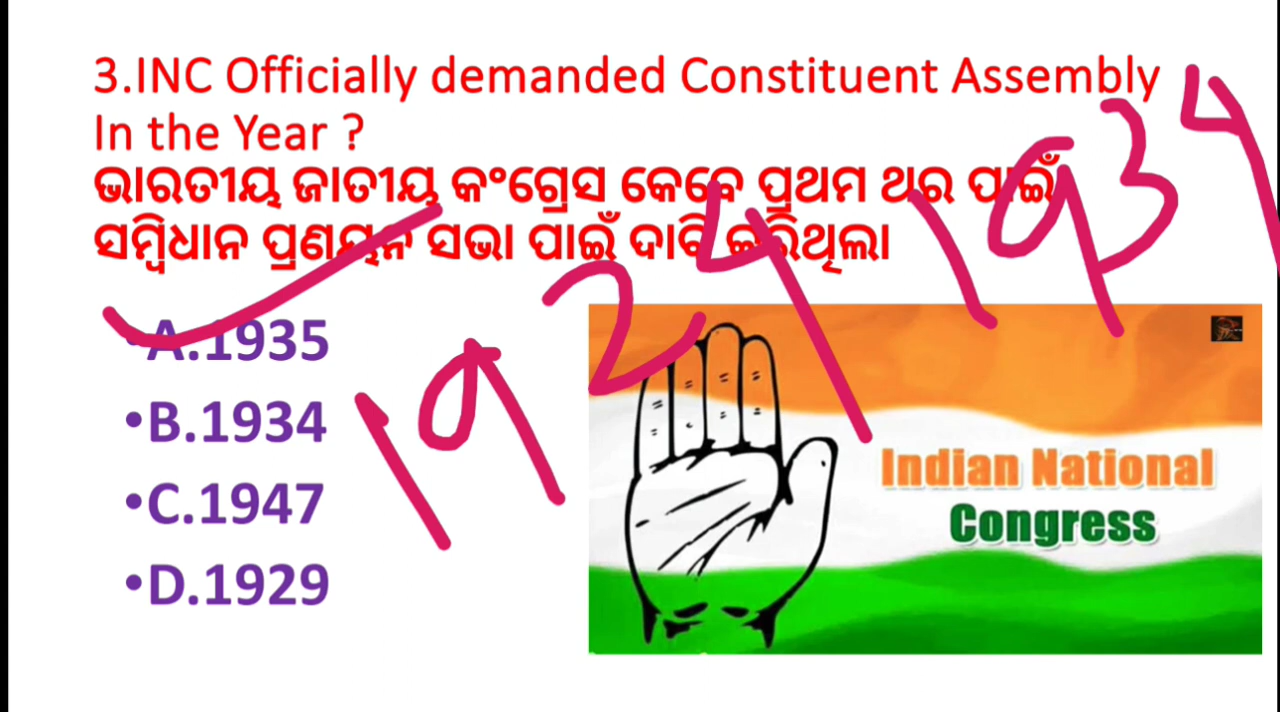 3.INC Officially demanded Constituent Assembly
In the Year ?
ଭାରତୀୟ ଜାତୀୟ କଂଗ୍ରେସ କେବେ ପ୍ରଥମ ଥର ପାଇଁ
ସମ୍ବିଧାନ ପ୍ରଣୟନ ସଭା ପାଇଁ ଦାବି କରିଥିଲା
•A.1935
•B.1934
•C.1947
•D.1929
1924
1934
Indian National
Congress